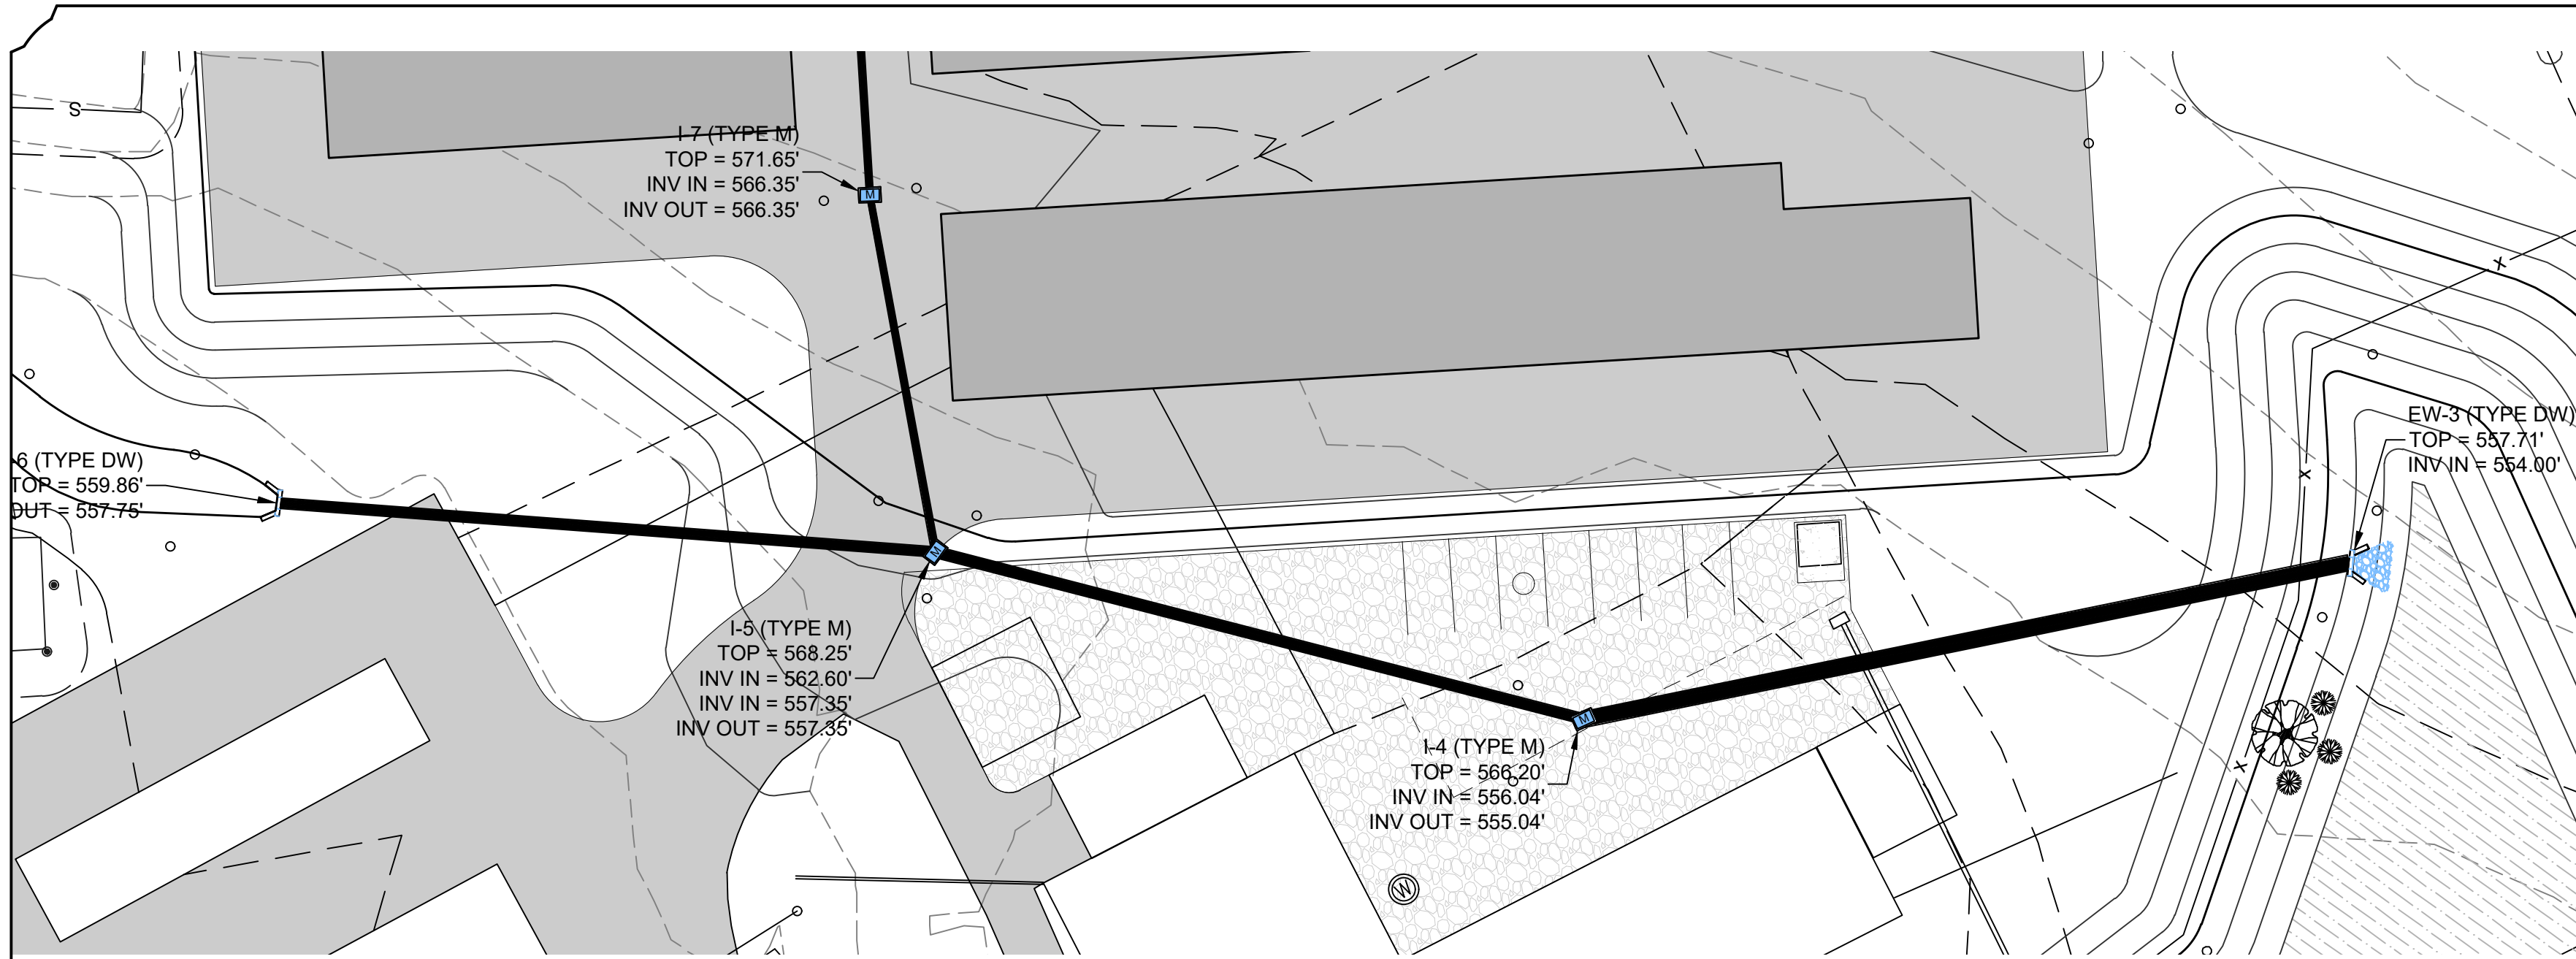 S
I-7 (TYPE M)
TOP = 571.65'
INV IN = 566.35'
INV OUT = 566.35'
M
X
EW-3 (TYPE DW)
TOP = 557.71'
INV IN = 554.00'
6 (TYPE DW)
TOP = 559.86'
OUT = 557.75'
X
M
I-5 (TYPE M)
TOP = 568.25'
INV IN = 562.60'
INV IN = 557.35'
INV OUT = 557.35'
M
I-4 (TYPE M)
TOP = 566.20'
INV IN = 556.04'
INV OUT = 555.04'
X
W